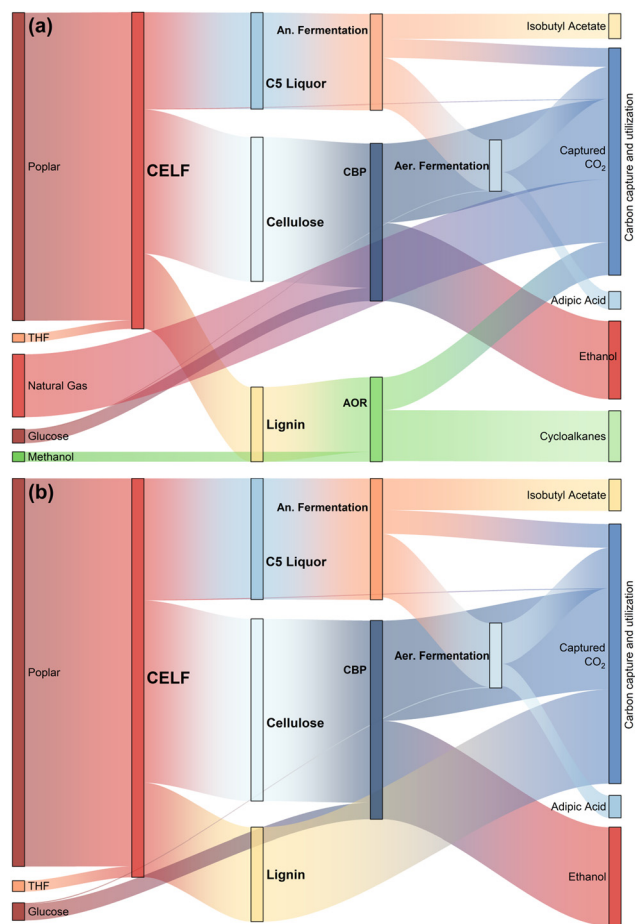 (a)
An. Fermentation
Isobutyl Acetate
C5 Liquor
Poplar
CELF
CBP
Aer. Fermentation
Captured
CO2
Carbon capture and utilization
Cellulose
Adipic Acid
THF
Ethanol
Natural Gas
AOR
Glucose
Lignin
Cycloalkanes
Methanol
(b)
An. Fermentation
Isobutyl Acetate
C5 Liquor
Poplar
CELF
CBP
Aer. Fermentation
Captured
CO2
Carbon capture and utilization
Cellulose
Adipic Acid
THF
Lignin
Ethanol
Glucose